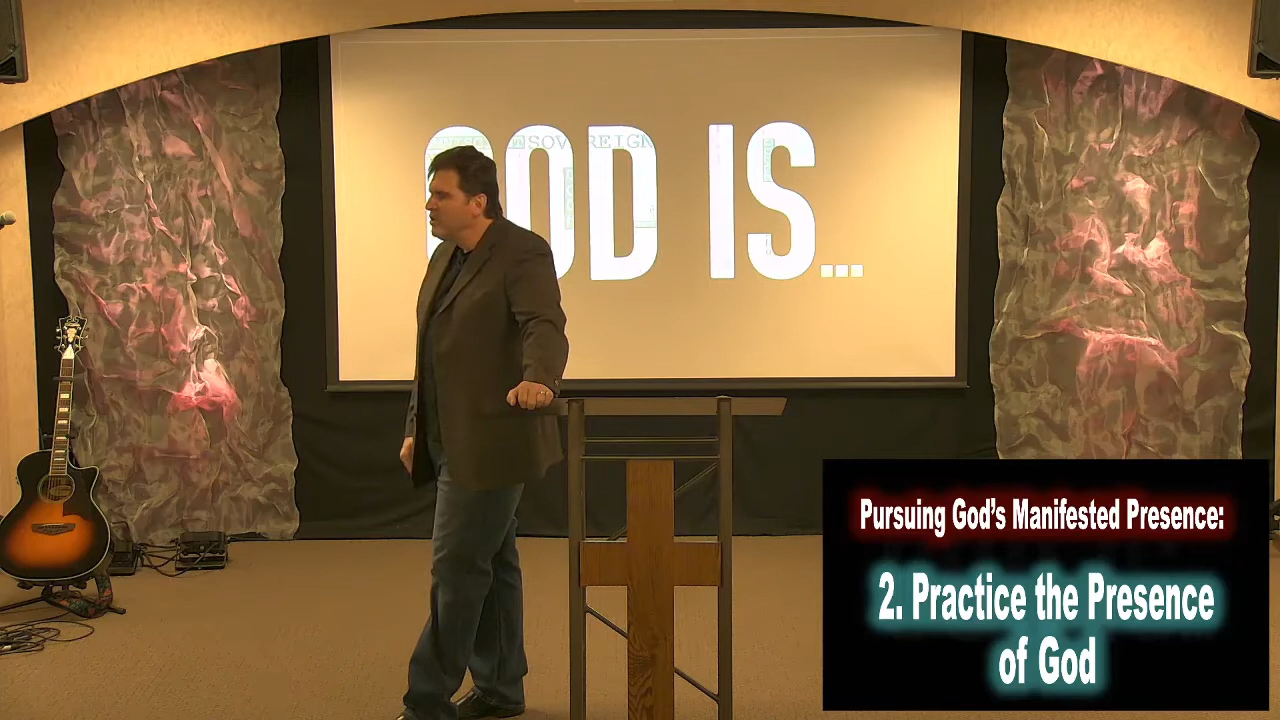 SOVEREIGN
GOD IS...
Pursuing God's Manifested Presence:
2. Practice the Presence
of God